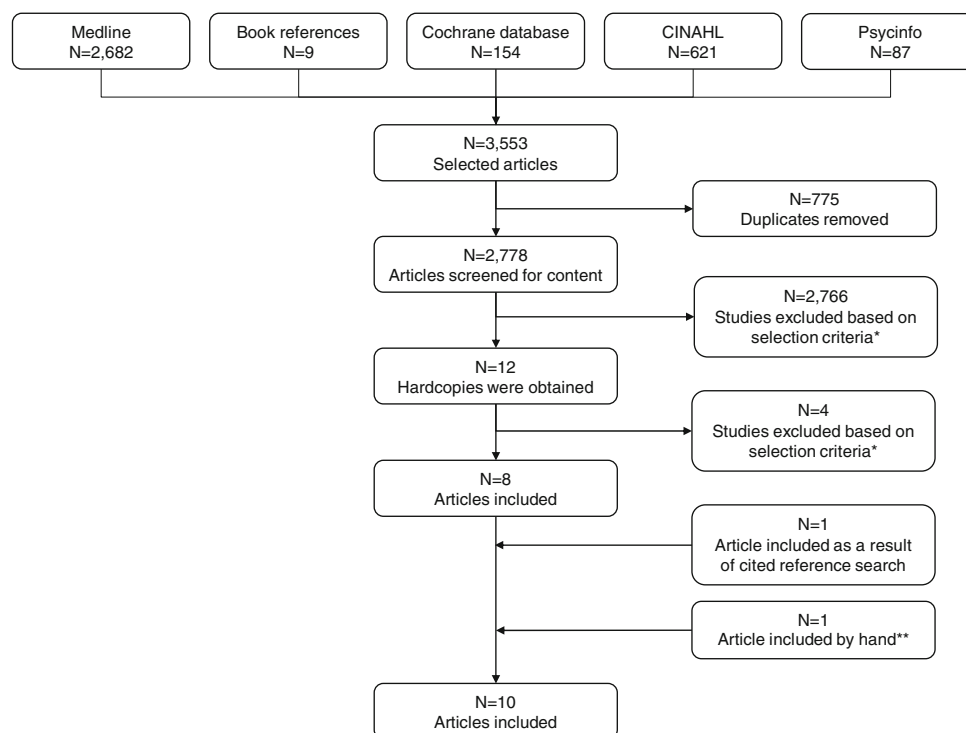 Medline
N=2,682
Book references
N=9
Cochrane database
N=154
CINAHL
N=621
Psycinfo
N=87
N=3,553
Selected articles
N=775
Duplicates removed
N=2,778
Articles screened for content
N=2,766
Studies excluded based on
selection criteria*
N=12
Hardcopies were obtained
N=4
Studies excluded based on
selection criteria*
N=8
Articles included
N=1
Article included as a result
of cited reference search
N=1
Article included by hand**
N=10
Articles included